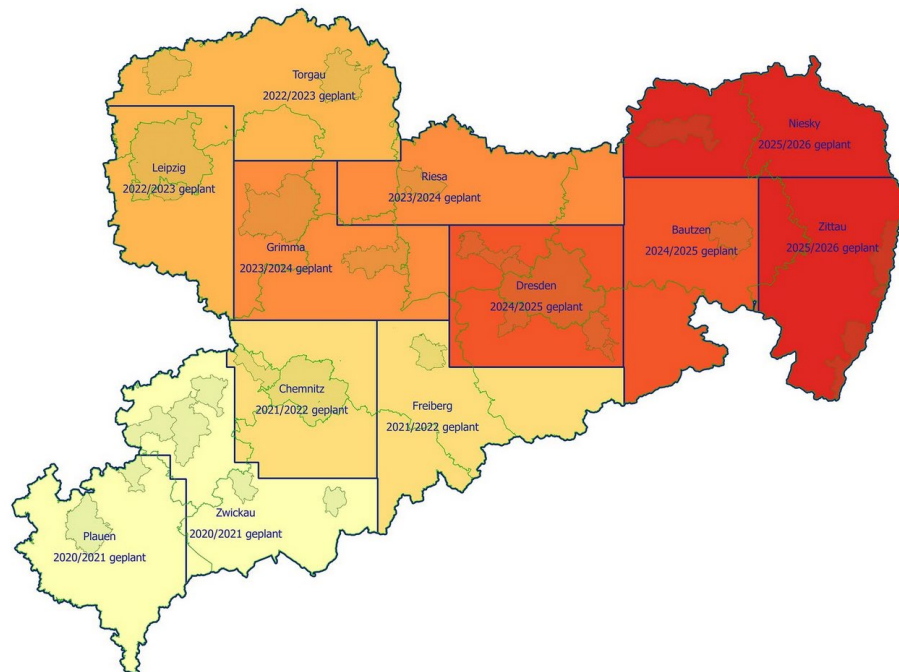 Torgau
2022/2023 geplant
Niesky
2025/2026 geplant
Leipzig
2022/2023 geplant
Riesa
2023/2024 geplant
Grimma
2023/2024 geplant
Bautzen
2024/2025 geplant
Zittau
2025/2026 geplant
Dresden
2024/2025 geplant
Chemnitz
2021/2022 geplant
Freiberg
2021/2022 geplant
Zwickau
2020/2021 geplant
Plauen
2020/2021 geplant